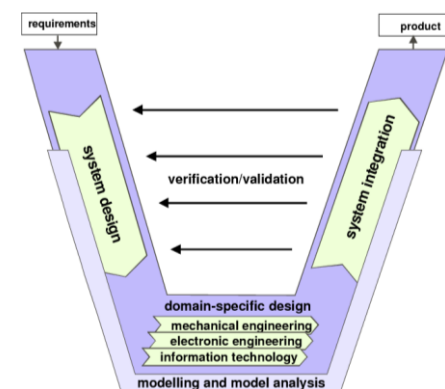 requirements
product
system design
verification/validation
system integration
domain-specific design
mechanical engineering
electronic engineering
information technology
modelling and model analysis